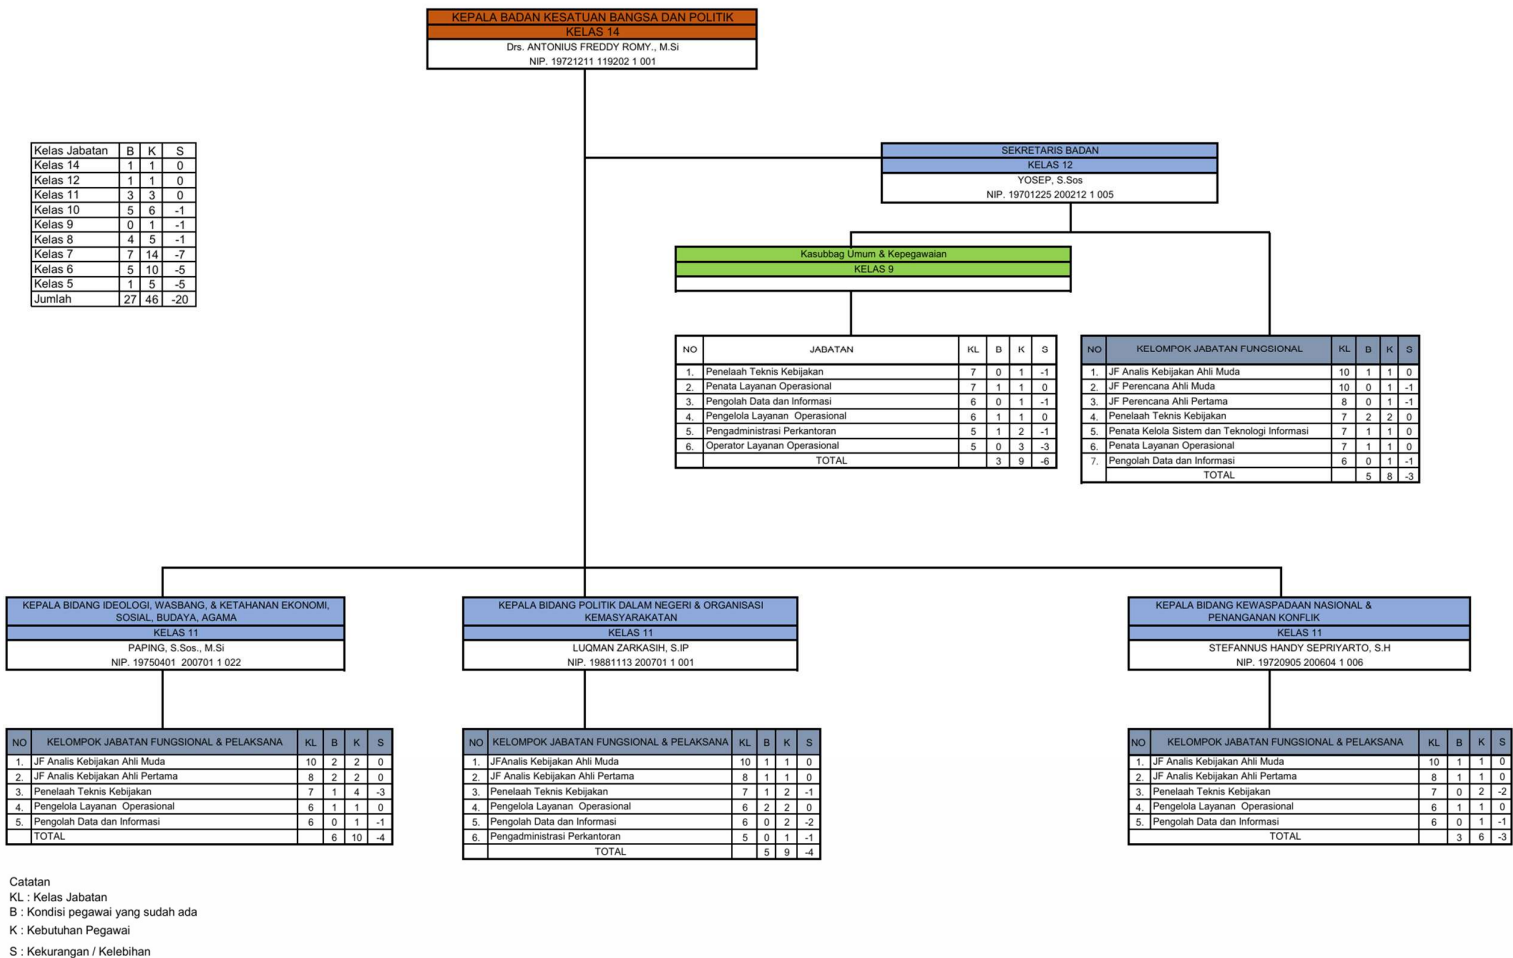 KEPALA BADAN KESATUAN BANGSA DAN POLITIK
KELAS 14
Drs. ANTONIUS FREDDY ROMY., M.Si
NIP. 19721211 119202 1 001
Kelas Jabatan B K S
Kelas 14 1 1 0
Kelas 12 1 1 0
Kelas 11 3 3 0
Kelas 10 5 6 -1
Kelas 9 0 1 -1
Kelas 8 4 5 -1
Kelas 7 7 14 -7
Kelas 6 5 10 -5
Kelas 5 1 5 -5
Jumlah 27 46 -20
SEKRETARIS BADAN
KELAS 12
YOSEP, S.Sos
NIP. 19701225 200212 1 005
Kasubbag Umum & Kepegawaian
KELAS 9
NO JABATAN KL B K S
1. Penelaah Teknis Kebijakan 7 0 1 -1
2. Penata Layanan Operasional 7 1 1 0
3. Pengolah Data dan Informasi 6 0 1 -1
4. Pengelola Layanan Operasional 6 1 1 0
5. Pengadministrasi Perkantoran 5 1 2 -1
6. Operator Layanan Operasional 5 0 3 -3
TOTAL 3 9 -6
NO KELOMPOK JABATAN FUNGSIONAL KL B K S
1. JF Analis Kebijakan Ahli Muda 10 1 1 0
2. JF Perencana Ahli Muda 10 0 1 -1
3. JF Perencana Ahli Pertama 8 0 1 -1
4. Penelaah Teknis Kebijakan 7 2 2 0
5. Penata Kelola Sistem dan Teknologi Informasi 7 1 1 0
6. Penata Layanan Operasional 7 1 1 0
7. Pengolah Data dan Informasi 6 0 1 -1
TOTAL 5 8 -3
KEPALA BIDANG IDEOLOGI, WASBANG, & KETAHANAN EKONOMI,
SOSIAL, BUDAYA, AGAMA
KELAS 11
PAPING, S.Sos., M.Si
NIP. 19750401 200701 1 022
NO KELOMPOK JABATAN FUNGSIONAL & PELAKSANA KL B K S
1. JF Analis Kebijakan Ahli Muda 10 2 2 0
2. JF Analis Kebijakan Ahli Pertama 8 2 2 0
3. Penelaah Teknis Kebijakan 7 1 4 -3
4. Pengelola Layanan Operasional 6 1 1 0
5. Pengolah Data dan Informasi 6 0 1 -1
TOTAL 6 10 -4
KEPALA BIDANG POLITIK DALAM NEGERI & ORGANISASI
KEMASYARAKATAN
KELAS 11
LUQMAN ZARKASIH, S.IP
NIP. 19881113 200701 1 001
NO KELOMPOK JABATAN FUNGSIONAL & PELAKSANA KL B K S
1. JFAnalis Kebijakan Ahli Muda 10 1 1 0
2. JF Analis Kebijakan Ahli Pertama 8 1 1 0
3. Penelaah Teknis Kebijakan 7 1 2 -1
4. Pengelola Layanan Operasional 6 2 2 0
5. Pengolah Data dan Informasi 6 0 2 -2
6. Pengadministrasi Perkantoran 5 0 1 -1
TOTAL 5 9 -4
KEPALA BIDANG KEWASPADAAN NASIONAL &
PENANGANAN KONFLIK
KELAS 11
STEFANNUS HANDY SEPRIYARTO, S.H
NIP. 19720905 200604 1 006
NO KELOMPOK JABATAN FUNGSIONAL & PELAKSANA KL B K S
1. JF Analis Kebijakan Ahli Muda 10 1 1 0
2. JF Analis Kebijakan Ahli Pertama 8 1 1 0
3. Penelaah Teknis Kebijakan 7 0 2 -2
4. Pengelola Layanan Operasional 6 1 1 0
5. Pengolah Data dan Informasi 6 0 1 -1
TOTAL 3 6 -3
Catatan
KL : Kelas Jabatan
B : Kondisi pegawai yang sudah ada
K : Kebutuhan Pegawai
S : Kekurangan / Kelebihan